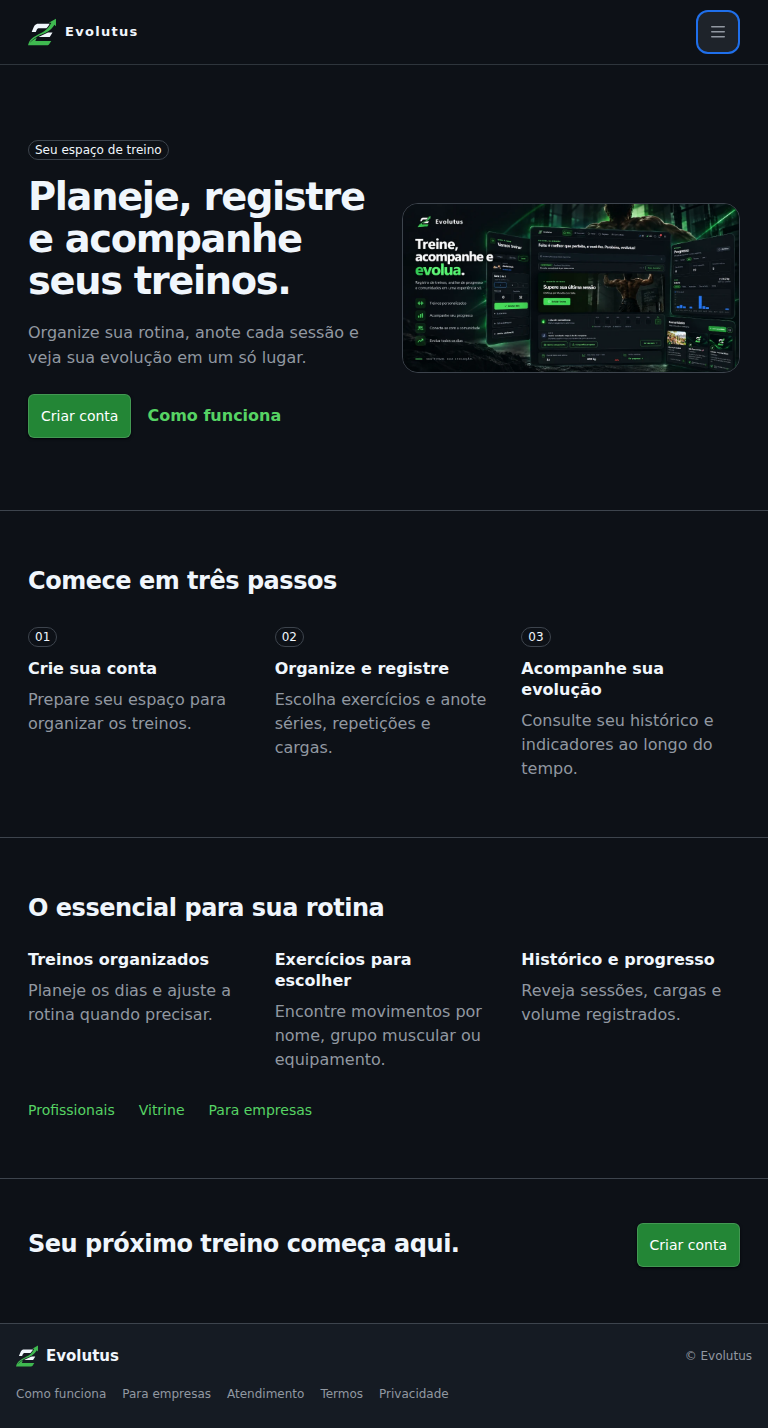 Evolutus
Seu espaço de treino
Planeje, registre
e acompanhe
seus treinos.
Organize sua rotina, anote cada sessão e
veja sua evolução em um só lugar.
Criar conta
Como funciona
Evolutus
Treine,
acompanhe e
evolua.
Comece em três passos
01
Crie sua conta
Prepare seu espaço para
organizar os treinos.
02
Organize e registre
Escolha exercícios e anote
séries, repetições e
cargas.
03
Acompanhe sua
evolução
Consulte seu histórico e
indicadores ao longo do
tempo.
O essencial para sua rotina
Treinos organizados
Planeje os dias e ajuste a
rotina quando precisar.
Exercícios para
escolher
Encontre movimentos por
nome, grupo muscular ou
equipamento.
Histórico e progresso
Reveja sessões, cargas e
volume registrados.
Profissionais
Vitrine
Para empresas
Seu próximo treino começa aqui.
Criar conta
Evolutus
© Evolutus
Como funciona
Para empresas
Atendimento
Termos
Privacidade